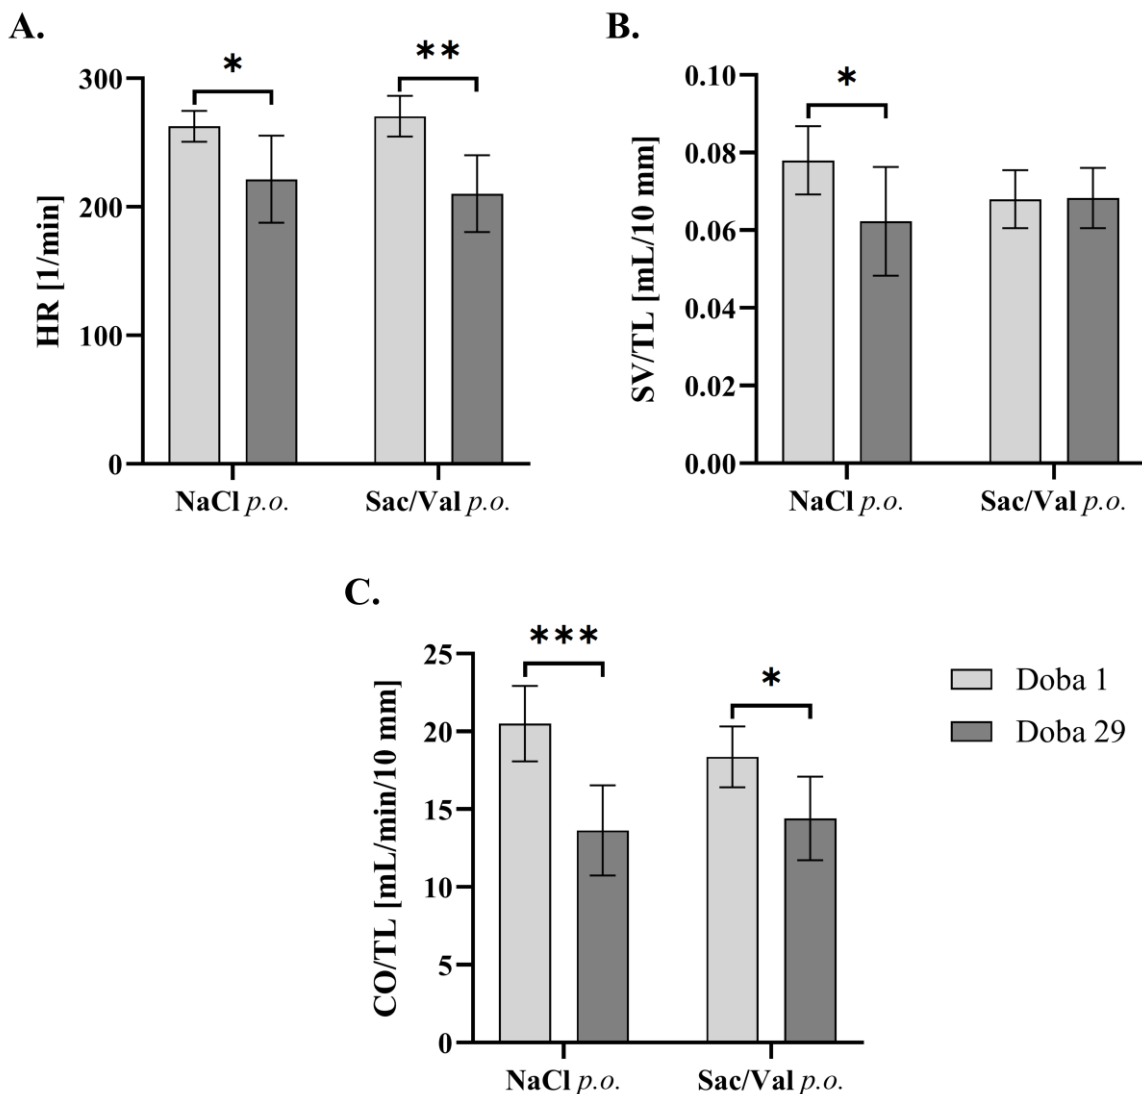 A.
*
**
300
200
100
0
HR [1/min]
NaCl p.o.
Sac/Val p.o.
B.
*
0.10
0.08
0.06
0.04
0.02
0.00
SV/TL [mL/10 mm]
NaCl p.o.
Sac/Val p.o.
C.
***
*
25
20
15
10
5
0
CO/TL [mL/min/10 mm]
NaCl p.o.
Sac/Val p.o.
Doba 1
Doba 29